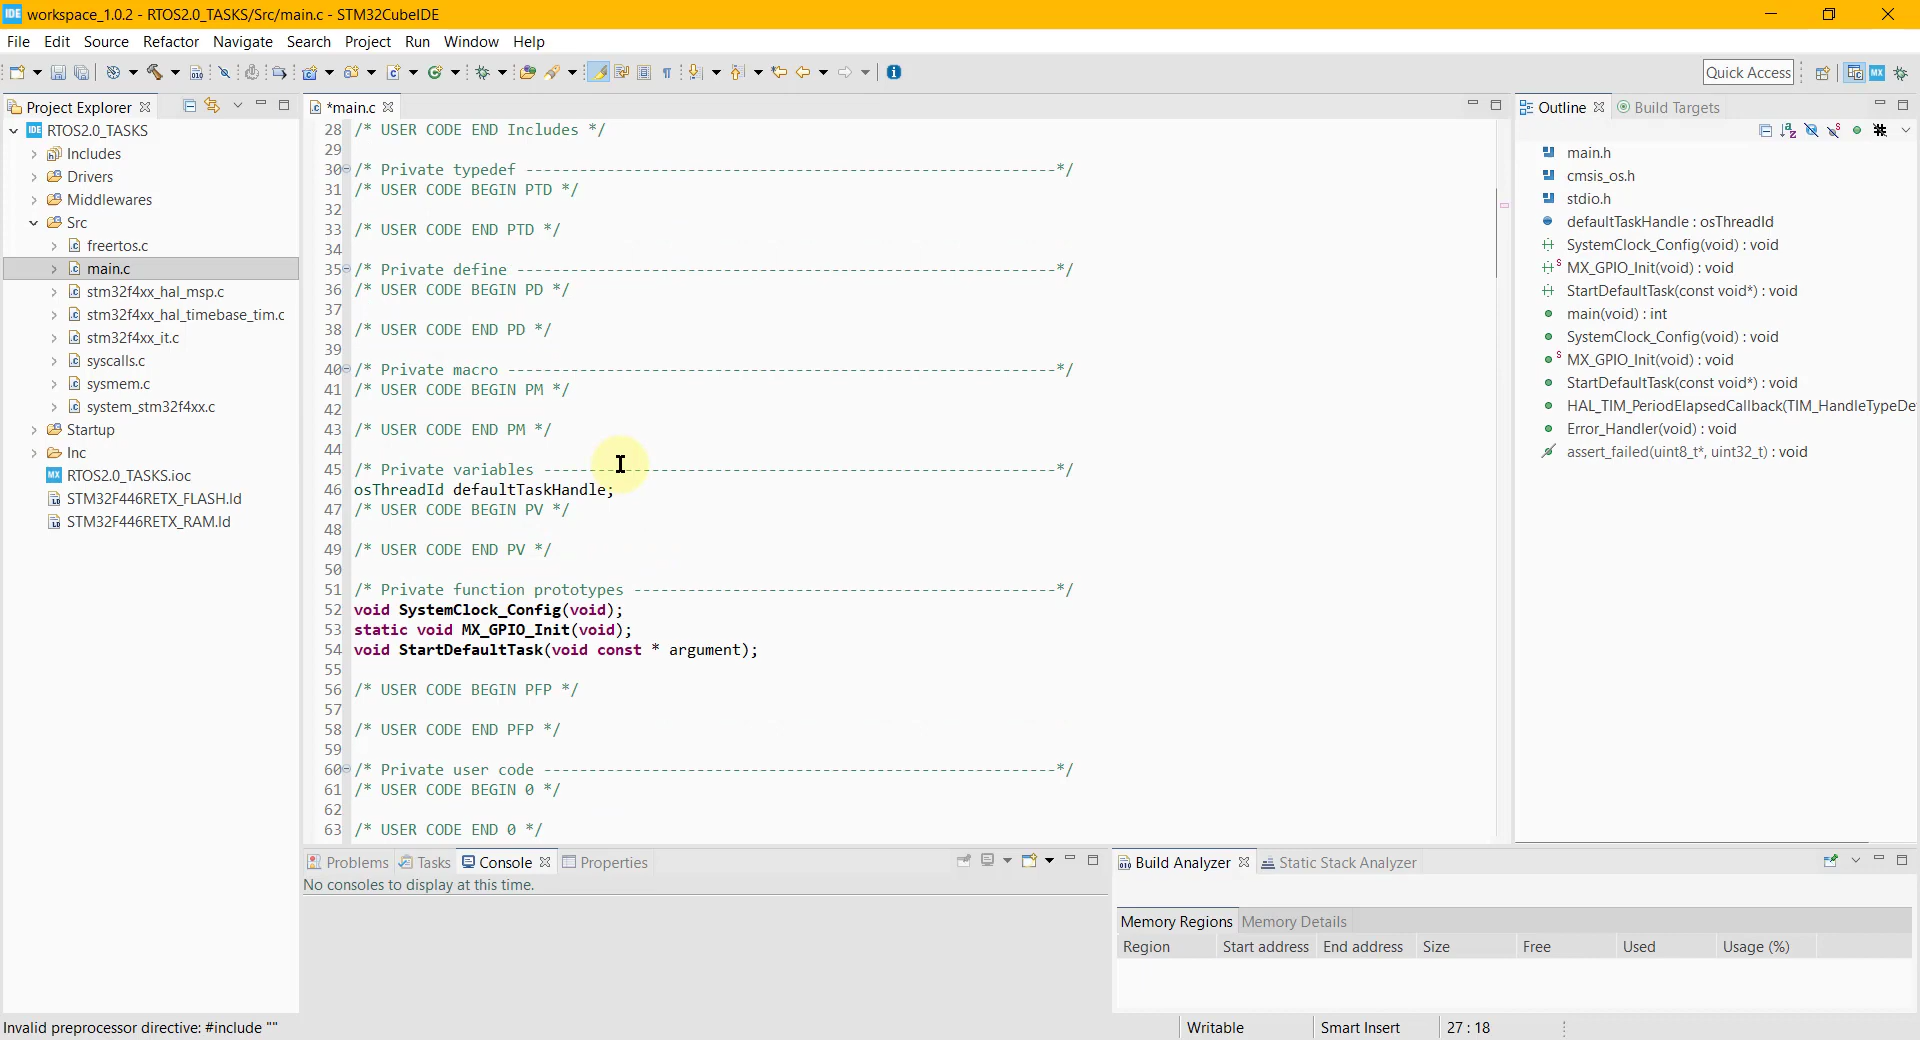 IDE workspace_1.0.2 - RTOS2.0_TASKS/Src/main.c - STM32CubeIDE
File Edit Source Refactor Navigate Search Project Run Window Help
Quick Access
Project Explorer
RTOS2.0_TASKS
Includes
Drivers
Middlewares
Src
freertos.c
main.c
stm32f4xx_hal_msp.c
stm32f4xx_hal_timebase_tim.c
stm32f4xx_it.c
syscalls.c
sysmem.c
system_stm32f4xx.c
Startup
Inc
RTOS2.0_TASKS.ioc
STM32F446RETX_FLASH.ld
STM32F446RETX_RAM.ld
*main.c
28 /* USER CODE END Includes */
29
30 /* Private typedef -----------------------------------------------------------*/
31 /* USER CODE BEGIN PTD */
32
33 /* USER CODE END PTD */
34
35 /* Private define ------------------------------------------------------------*/
36 /* USER CODE BEGIN PD */
37
38 /* USER CODE END PD */
39
40 /* Private macro -------------------------------------------------------------*/
41 /* USER CODE BEGIN PM */
42
43 /* USER CODE END PM */
44
45 /* Private variables ---------------------------------------------------------*/
46 osThreadId defaultTaskHandle;
47 /* USER CODE BEGIN PV */
48
49 /* USER CODE END PV */
50
51 /* Private function prototypes -----------------------------------------------*/
52 void SystemClock_Config(void);
53 static void MX_GPIO_Init(void);
54 void StartDefaultTask(void const * argument);
55
56 /* USER CODE BEGIN PFP */
57
58 /* USER CODE END PFP */
59
60 /* Private user code ---------------------------------------------------------*/
61 /* USER CODE BEGIN 0 */
62
63 /* USER CODE END 0 */
Outline Build Targets
main.h
cmsis_os.h
stdio.h
defaultTaskHandle : osThreadId
SystemClock_Config(void) : void
MX_GPIO_Init(void) : void
StartDefaultTask(const void*) : void
main(void) : int
SystemClock_Config(void) : void
MX_GPIO_Init(void) : void
StartDefaultTask(const void*) : void
HAL_TIM_PeriodElapsedCallback(TIM_HandleTypeDe
Error_Handler(void) : void
assert_failed(uint8_t*, uint32_t) : void
Problems Tasks Console Properties
No consoles to display at this time.
Build Analyzer Static Stack Analyzer
Memory Regions Memory Details
Region Start address End address Size Free Used Usage (%)
Invalid preprocessor directive: #include "" Writable Smart Insert 27 : 18